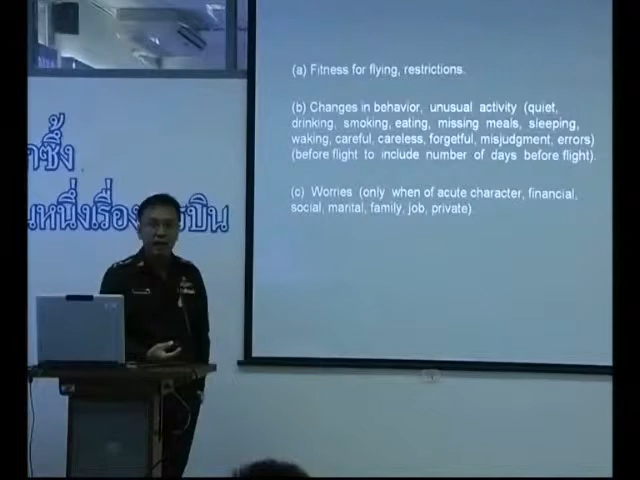 (a) Fitness for flying, restrictions.
(b) Changes in behavior, unusual activity (quiet,
drinking, smoking, eating, missing meals, sleeping,
waking, careful, careless, forgetful, misjudgment, errors)
(before flight to include number of days before flight).
(c) Worries (only when of acute character, financial,
social, marital, family, job, private)